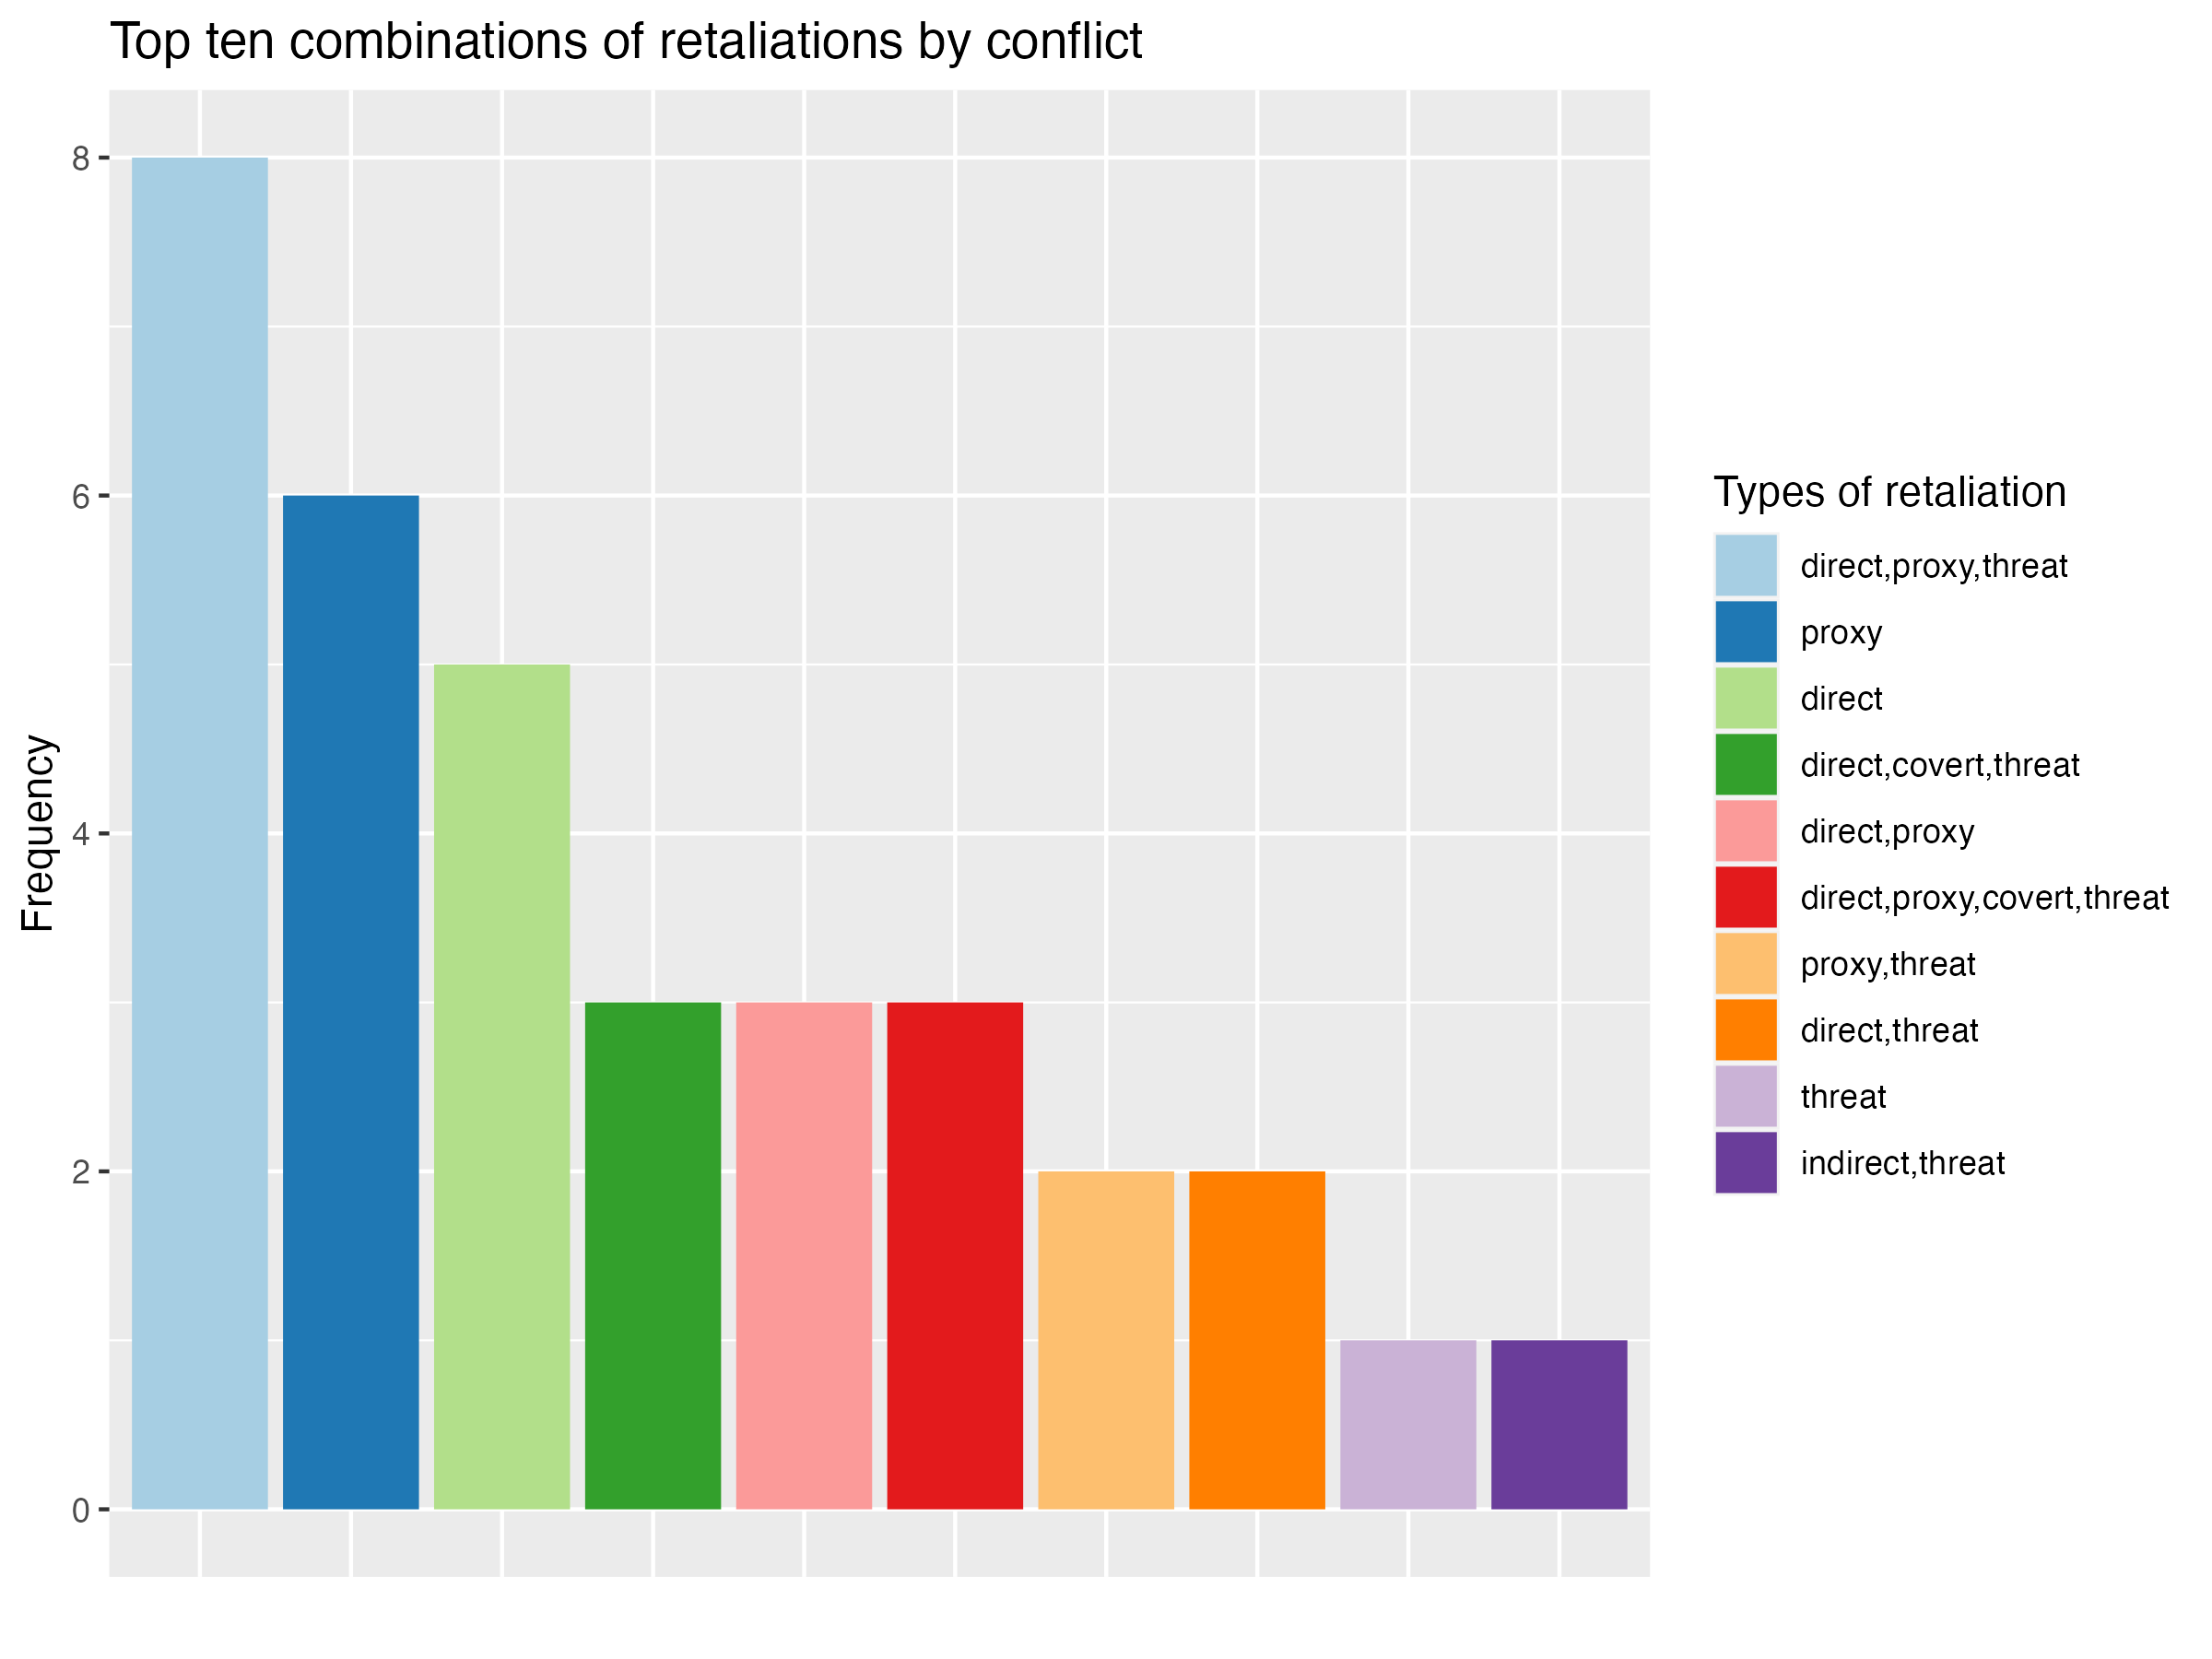 Top ten combinations of retaliations by conflict
Frequency
8
6
4
2
0
Types of retaliation
direct,proxy,threat
proxy
direct
direct,covert,threat
direct,proxy
direct,proxy,covert,threat
proxy,threat
direct,threat
threat
indirect,threat